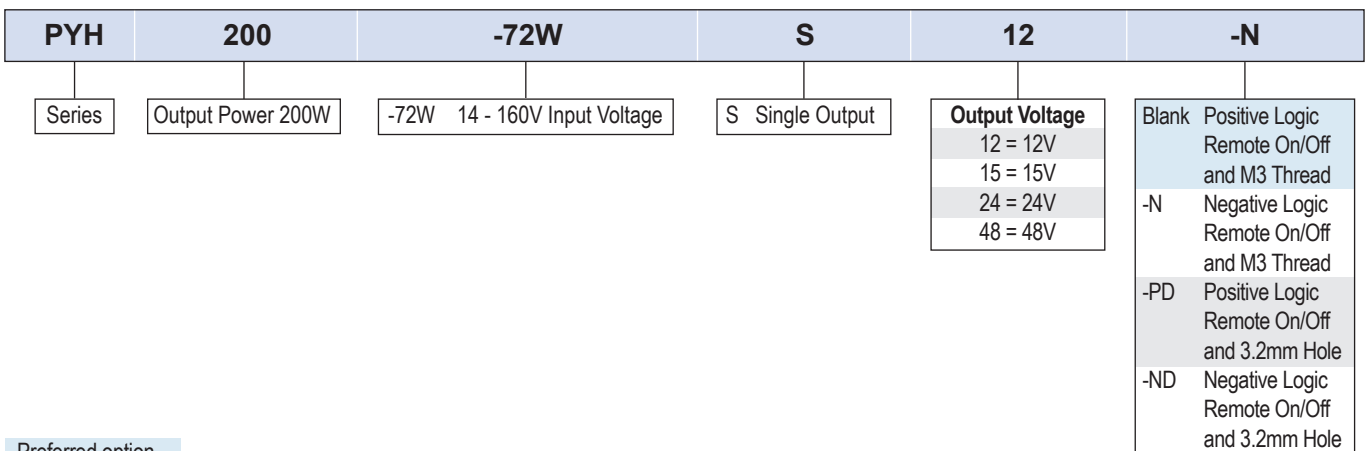 PYH 200 -72W S 12 -N
Series
Output Power 200W
-72W 14 - 160V Input Voltage
S Single Output
Output Voltage
12 = 12V
15 = 15V
24 = 24V
48 = 48V
Blank Positive Logic
Remote On/Off
and M3 Thread
-N Negative Logic
Remote On/Off
and M3 Thread
-PD Positive Logic
Remote On/Off
and 3.2mm Hole
-ND Negative Logic
Remote On/Off
and 3.2mm Hole
Preferred option